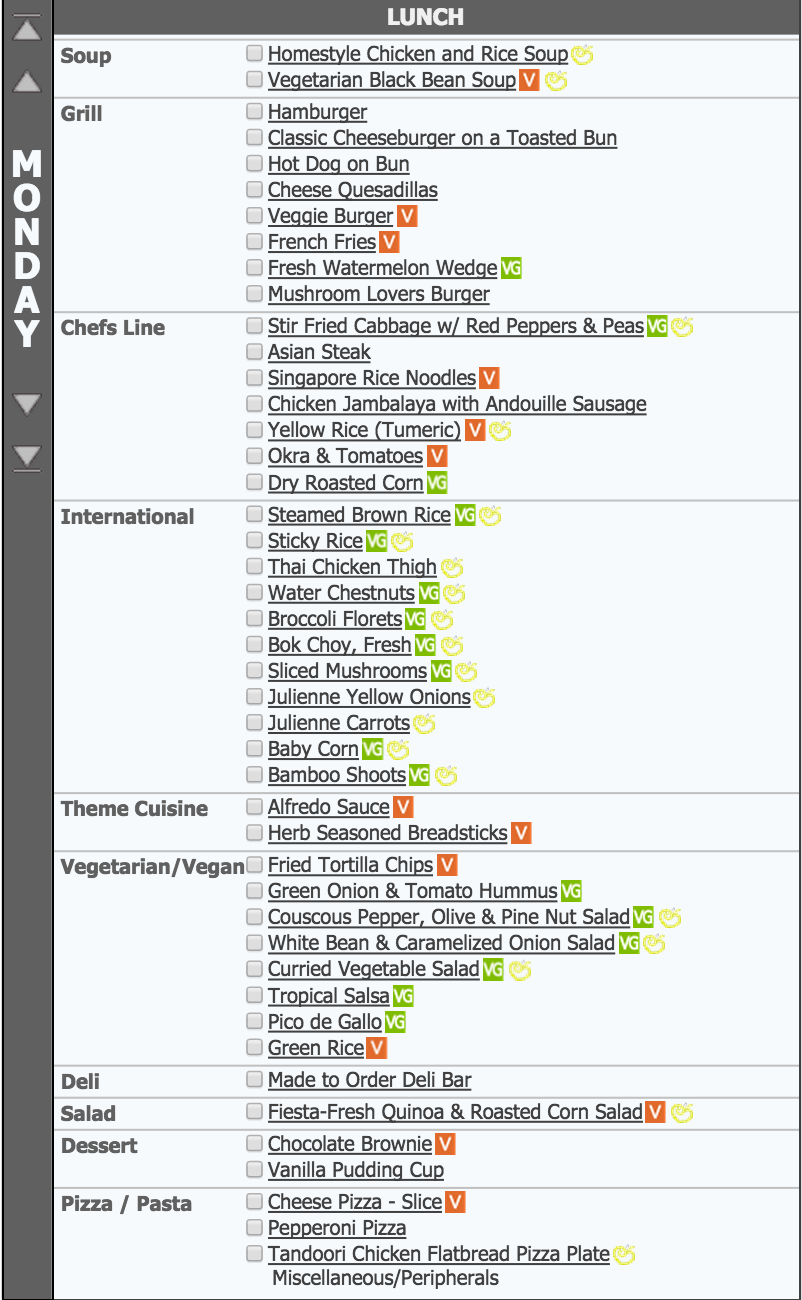 LUNCH
MONDAY
Soup
Homestyle Chicken and Rice Soup
Vegetarian Black Bean Soup V
Grill
Hamburger
Classic Cheeseburger on a Toasted Bun
Hot Dog on Bun
Cheese Quesadillas
Veggie Burger V
French Fries V
Fresh Watermelon Wedge VG
Mushroom Lovers Burger
Chefs Line
Stir Fried Cabbage w/ Red Peppers & Peas VG
Asian Steak
Singapore Rice Noodles V
Chicken Jambalaya with Andouille Sausage
Yellow Rice (Tumeric) V
Okra & Tomatoes V
Dry Roasted Corn VG
International
Steamed Brown Rice VG
Sticky Rice VG
Thai Chicken Thigh
Water Chestnuts VG
Broccoli Florets VG
Bok Choy, Fresh VG
Sliced Mushrooms VG
Julienne Yellow Onions
Julienne Carrots
Baby Corn VG
Bamboo Shoots VG
Theme Cuisine
Alfredo Sauce V
Herb Seasoned Breadsticks V
Vegetarian/Vegan
Fried Tortilla Chips V
Green Onion & Tomato Hummus VG
Couscous Pepper, Olive & Pine Nut Salad VG
White Bean & Caramelized Onion Salad VG
Curried Vegetable Salad VG
Tropical Salsa VG
Pico de Gallo VG
Green Rice V
Deli
Made to Order Deli Bar
Salad
Fiesta-Fresh Quinoa & Roasted Corn Salad V
Dessert
Chocolate Brownie V
Vanilla Pudding Cup
Pizza / Pasta
Cheese Pizza - Slice V
Pepperoni Pizza
Tandoori Chicken Flatbread Pizza Plate
Miscellaneous/Peripherals